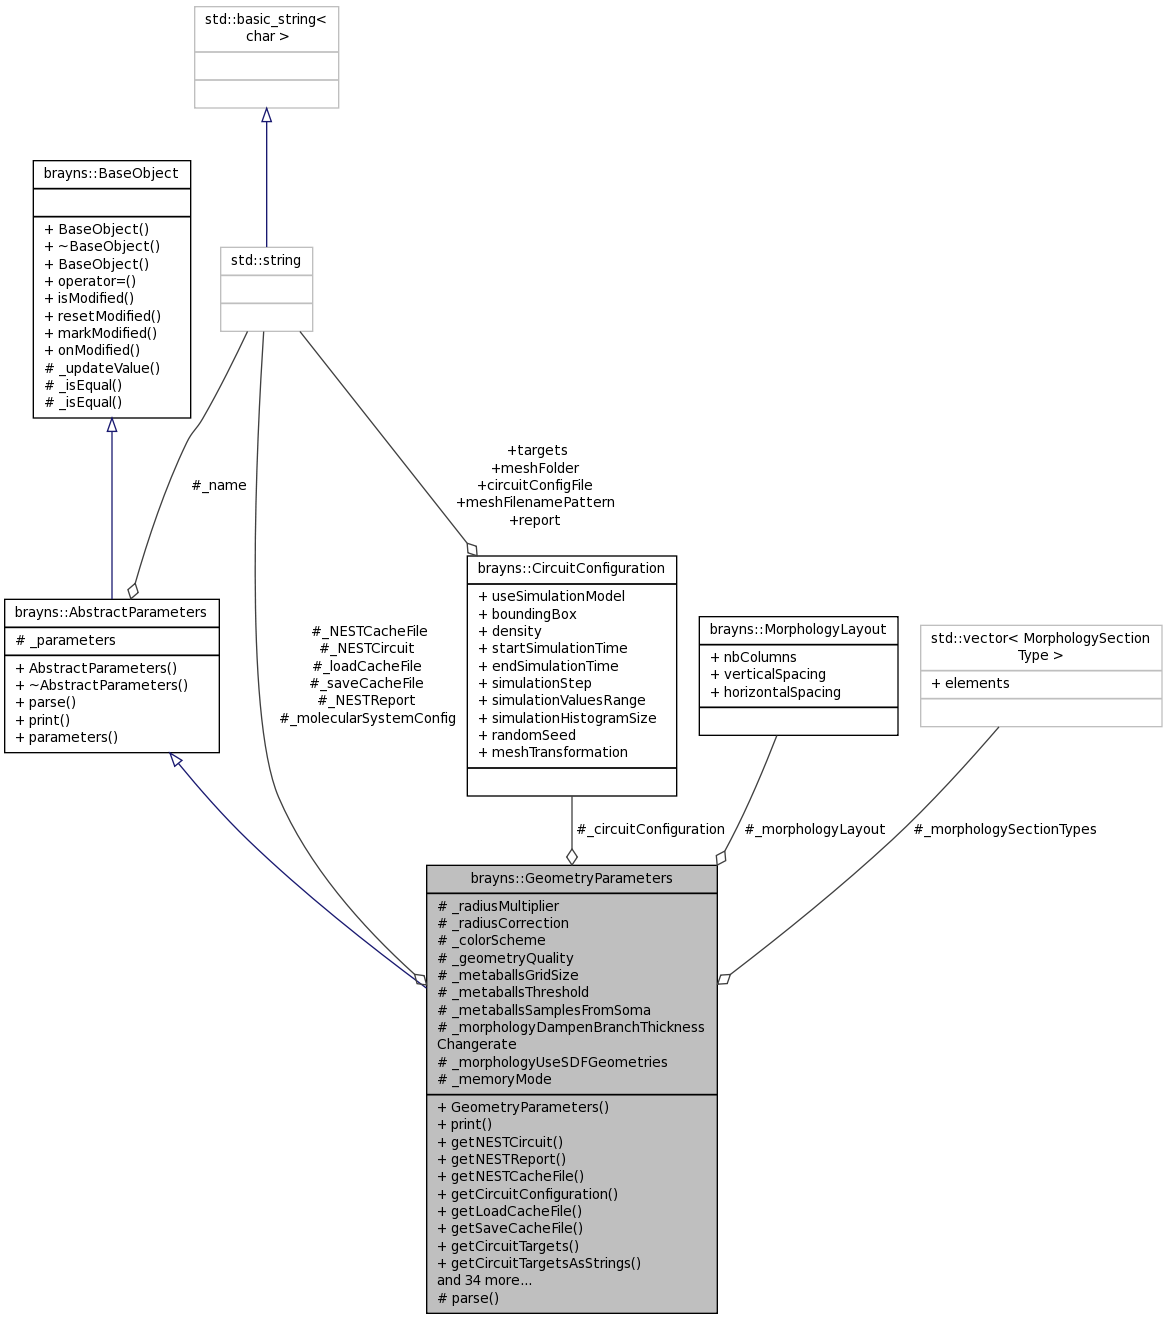 std::basic_string<
char >
brayns::BaseObject
+ BaseObject()
+ ~BaseObject()
+ BaseObject()
+ operator=()
+ isModified()
+ resetModified()
+ markModified()
+ onModified()
# _updateValue()
# _isEqual()
# _isEqual()
std::string
#_name
+targets
+meshFolder
+circuitConfigFile
+meshFilenamePattern
+report
brayns::AbstractParameters
# _parameters
+ AbstractParameters()
+ ~AbstractParameters()
+ parse()
+ print()
+ parameters()
#_NESTCacheFile
#_NESTCircuit
#_loadCacheFile
#_saveCacheFile
#_NESTReport
#_molecularSystemConfig
brayns::CircuitConfiguration
+ useSimulationModel
+ boundingBox
+ density
+ startSimulationTime
+ endSimulationTime
+ simulationStep
+ simulationValuesRange
+ simulationHistogramSize
+ randomSeed
+ meshTransformation
brayns::MorphologyLayout
+ nbColumns
+ verticalSpacing
+ horizontalSpacing
std::vector< MorphologySection
Type >
+ elements
#_circuitConfiguration
#_morphologyLayout
#_morphologySectionTypes
brayns::GeometryParameters
# _radiusMultiplier
# _radiusCorrection
# _colorScheme
# _geometryQuality
# _metaballsGridSize
# _metaballsThreshold
# _metaballsSamplesFromSoma
# _morphologyDampenBranchThickness
Changerate
# _morphologyUseSDFGeometries
# _memoryMode
+ GeometryParameters()
+ print()
+ getNESTCircuit()
+ getNESTReport()
+ getNESTCacheFile()
+ getCircuitConfiguration()
+ getLoadCacheFile()
+ getSaveCacheFile()
+ getCircuitTargets()
+ getCircuitTargetsAsStrings()
and 34 more...
# parse()